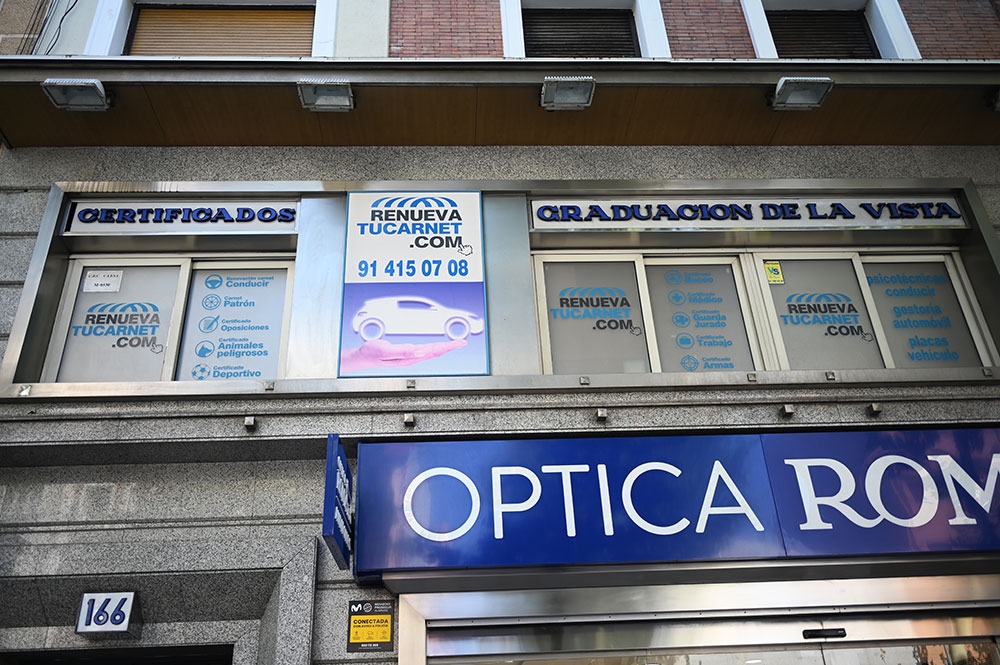 CERTIFICADOS
RENUEVA
TUCARNET
.COM
91 415 07 08
GRADUACION DE LA VISTA
RENUEVA
TUCARNET
.COM
Renovación carnet
Conducir
Carnet
Patrón
Certificado
Oposiciones
Certificado
Animales
peligrosos
Certificado
Deportivo
RENUEVA
TUCARNET
.COM
Certificado
Buceo
Certificado
Médico
Certificado
Guarda
Jurado
Certificado
Trabajo
Certificado
Armas
RENUEVA
TUCARNET
.COM
psicotécnicos
conducir
gestoría
automóvil
placas
vehículo
OPTICA ROM
166
CONECTADA